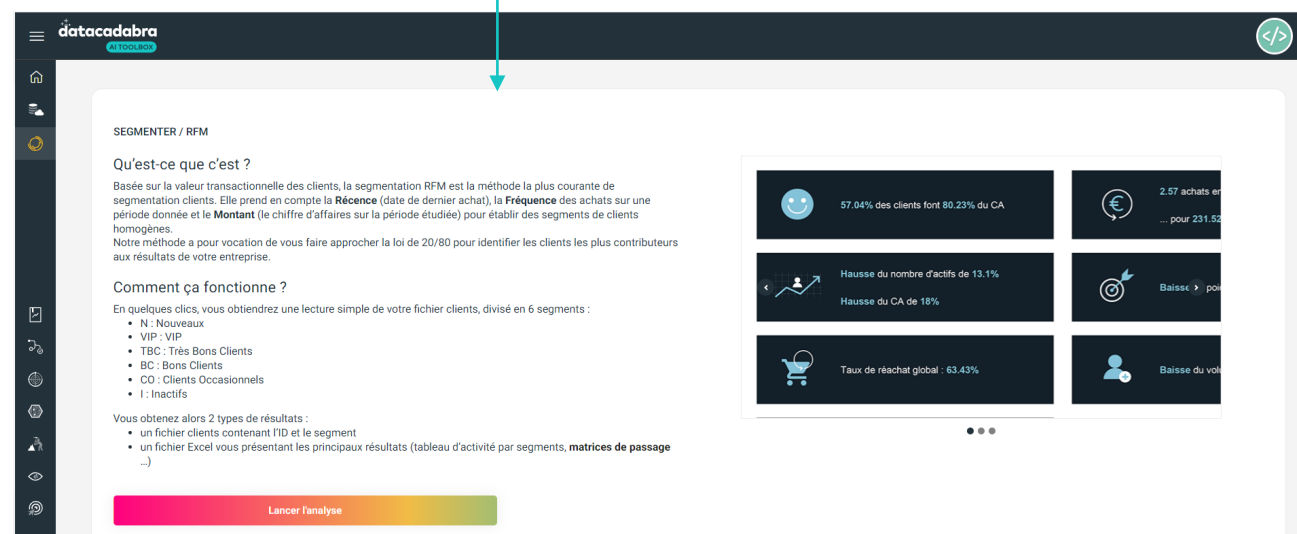 datacadabra
AI TOOLBOX
</>
SEGMENTER / RFM
Qu'est-ce que c'est ?
Basée sur la valeur transactionnelle des clients, la segmentation RFM est la méthode la plus courante de
segmentation clients. Elle prend en compte la Récence (date de dernier achat), la Fréquence des achats sur une
période donnée et le Montant (le chiffre d'affaires sur la période étudiée) pour établir des segments de clients
homogènes.
Notre méthode a pour vocation de vous faire approcher la loi de 20/80 pour identifier les clients les plus contributeurs
aux résultats de votre entreprise.
Comment ça fonctionne ?
En quelques clics, vous obtiendrez une lecture simple de votre fichier clients, divisé en 6 segments :
• N : Nouveaux
• VIP : VIP
• TBC : Très Bons Clients
• BC : Bons Clients
• CO : Clients Occasionnels
• I : Inactifs
Vous obtenez alors 2 types de résultats :
• un fichier clients contenant l'ID et le segment
• un fichier Excel vous présentant les principaux résultats (tableau d'activité par segments, matrices de passage
...)
Lancer l'analyse
57.04% des clients font 80.23% du CA
2.57 achats en
... pour 231.52
Hausse du nombre d'actifs de 13.1%
Hausse du CA de 18%
Baisse poi
Taux de réachat global : 63.43%
Baisse du volu